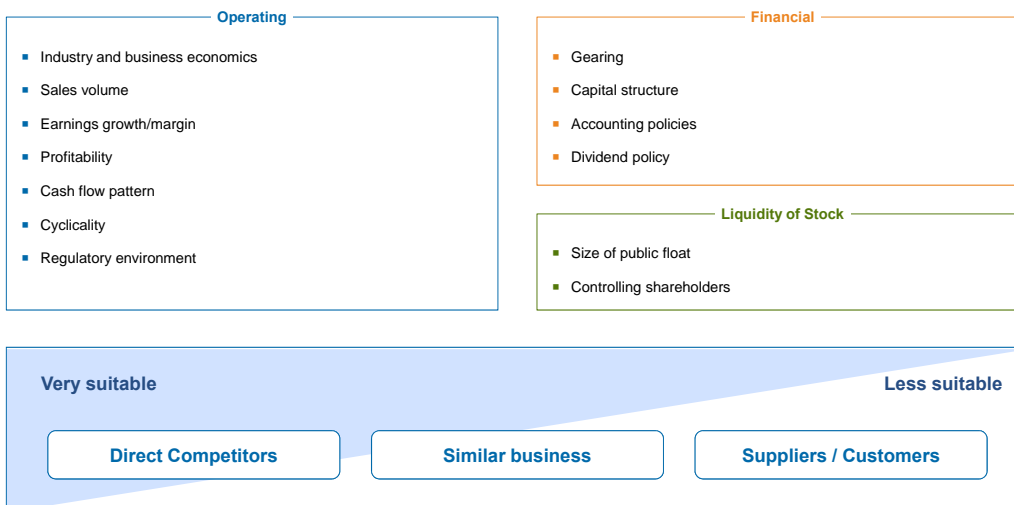 Operating
Industry and business economics
Sales volume
Earnings growth/margin
Profitability
Cash flow pattern
Cyclicality
Regulatory environment
Financial
Gearing
Capital structure
Accounting policies
Dividend policy
Liquidity of Stock
Size of public float
Controlling shareholders
Very suitable
Less suitable
Direct Competitors
Similar business
Suppliers / Customers